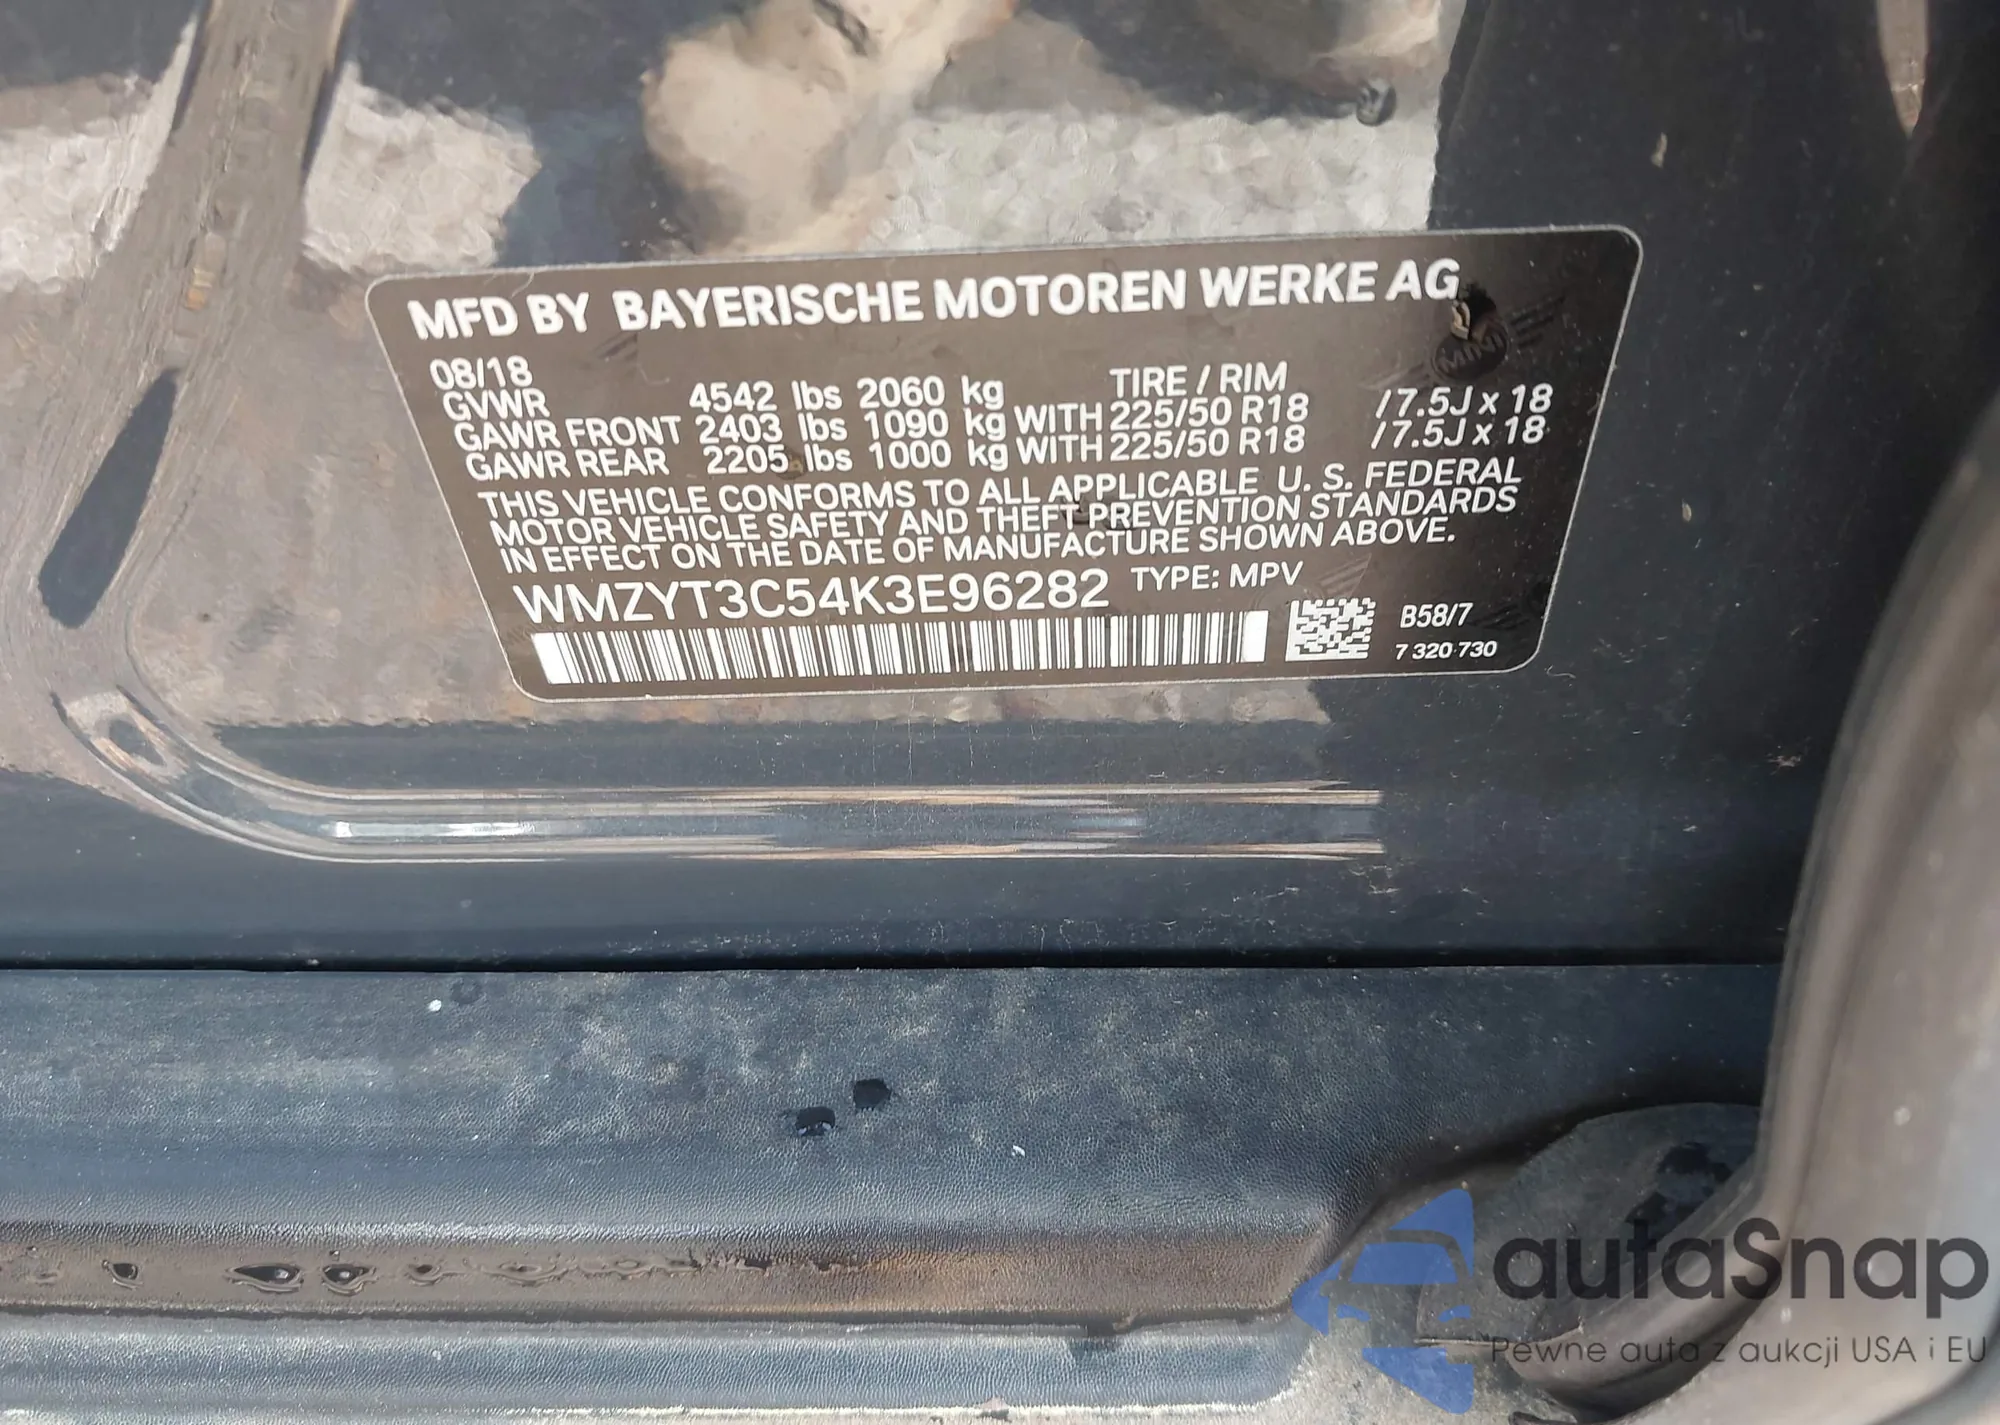 MFD BY BAYERISCHE MOTOREN WERKE AG
MINI
08/18 TIRE / RIM
GVWR 4542 lbs 2060 kg
GAWR FRONT 2403 lbs 1090 kg WITH 225/50 R18 / 7.5J x 18
GAWR REAR 2205 lbs 1000 kg WITH 225/50 R18 / 7.5J x 18
THIS VEHICLE CONFORMS TO ALL APPLICABLE U. S. FEDERAL
MOTOR VEHICLE SAFETY AND THEFT PREVENTION STANDARDS
IN EFFECT ON THE DATE OF MANUFACTURE SHOWN ABOVE.
WMZYT3C54K3E96282 TYPE: MPV
B58/7
7 320 730
autaSnap
Pewne auta z aukcji USA i EU